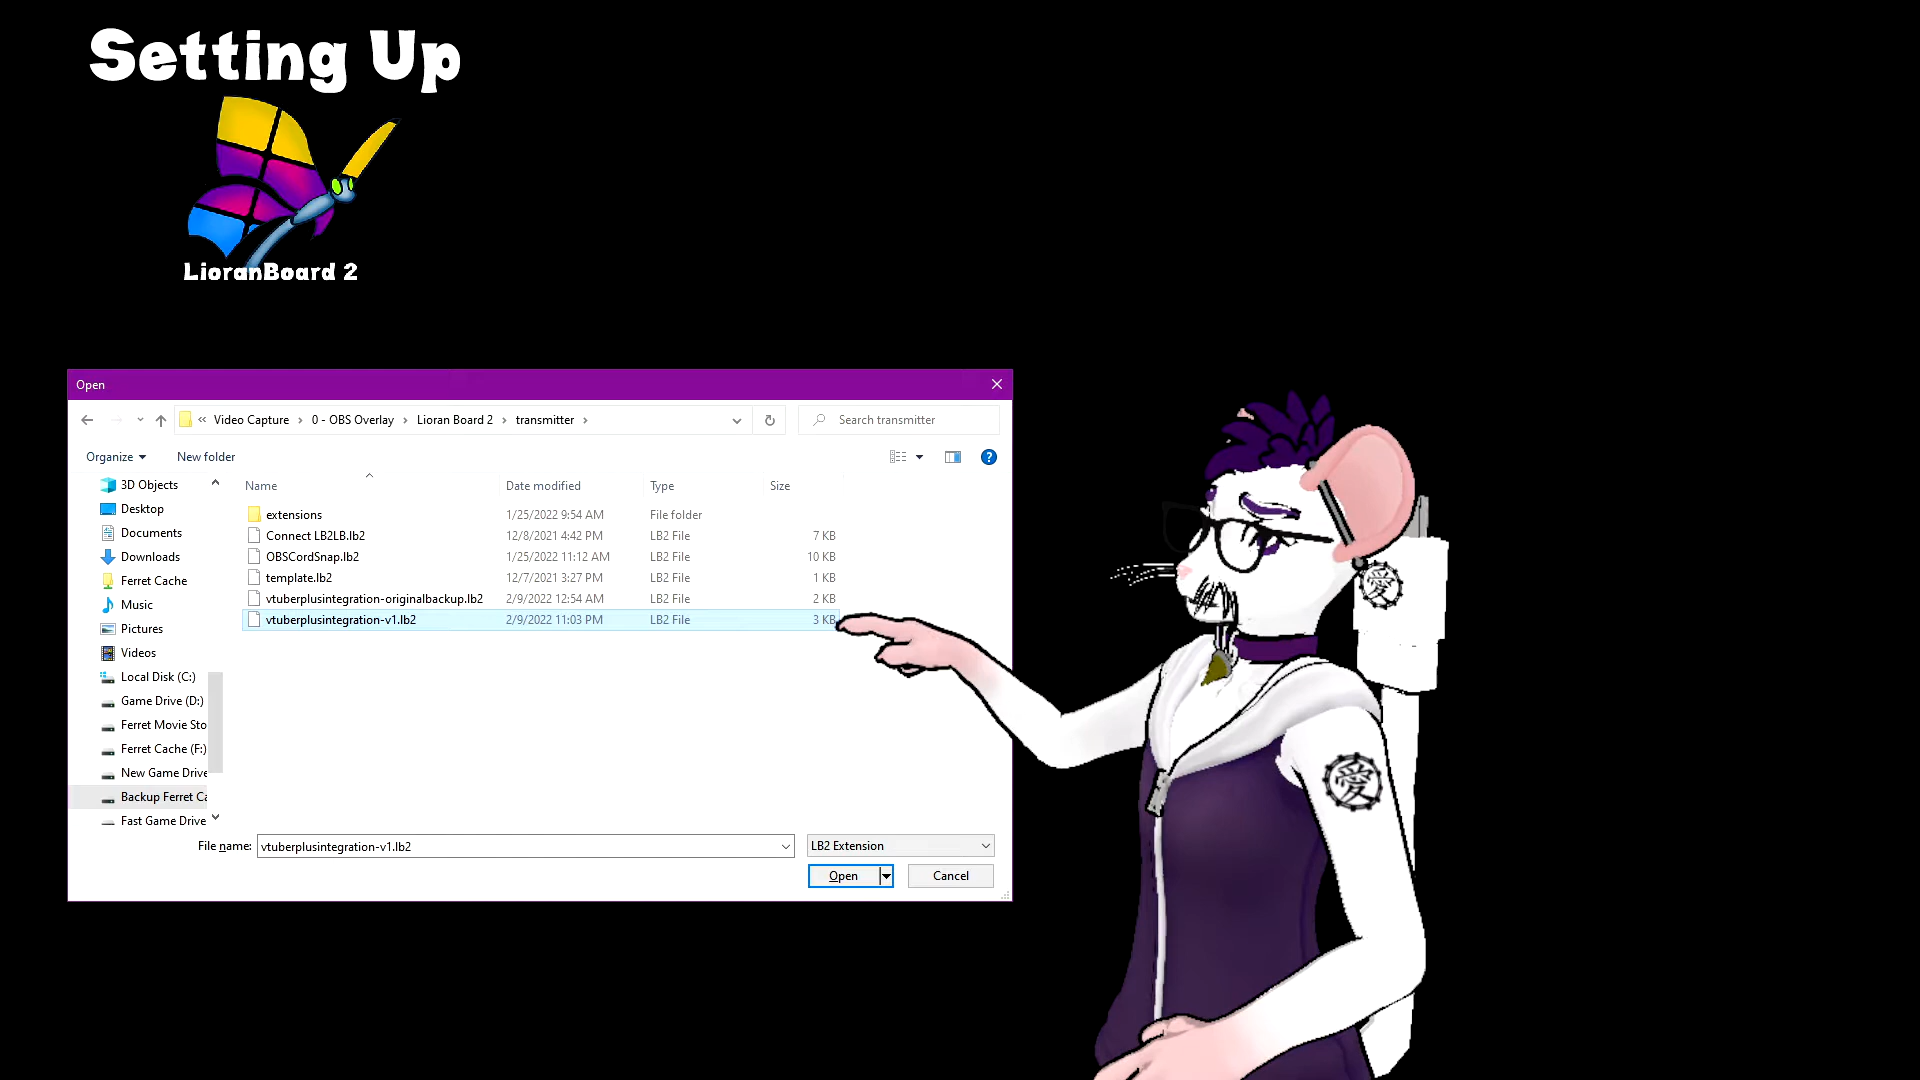 Setting Up
LioranBoard 2
Open
« Video Capture › 0 - OBS Overlay › Lioran Board 2 › transmitter ›
Search transmitter
Organize
New folder
?
3D Objects
Desktop
Documents
Downloads
Ferret Cache
Music
Pictures
Videos
Local Disk (C:)
Game Drive (D:)
Ferret Movie Sto
Ferret Cache (F:)
New Game Drive
Backup Ferret Ca
Fast Game Drive
Name Date modified Type Size
extensions 1/25/2022 9:54 AM File folder
Connect LB2LB.lb2 12/8/2021 4:42 PM LB2 File 7 KB
OBSCordSnap.lb2 1/25/2022 11:12 AM LB2 File 10 KB
template.lb2 12/7/2021 3:27 PM LB2 File 1 KB
vtuberplusintegration-originalbackup.lb2 2/9/2022 12:54 AM LB2 File 2 KB
vtuberplusintegration-v1.lb2 2/9/2022 11:03 PM LB2 File 3 KB
File name: vtuberplusintegration-v1.lb2
LB2 Extension
Open
Cancel
愛
愛